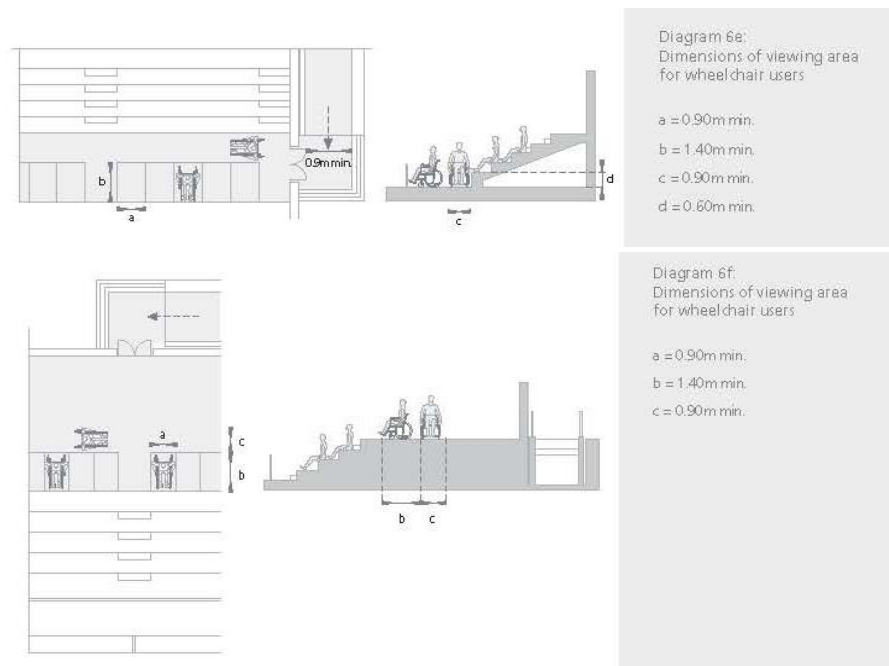 Diagram 6e:
Dimensions of viewing area
for wheelchair users
a = 0.90m min.
b = 1.40m min.
c = 0.90m min.
d = 0.60m min.
0.9m min.
b
a
c
d
Diagram 6f:
Dimensions of viewing area
for wheelchair users
a = 0.90m min.
b = 1.40m min.
c = 0.90m min.
a
c
b
b
c